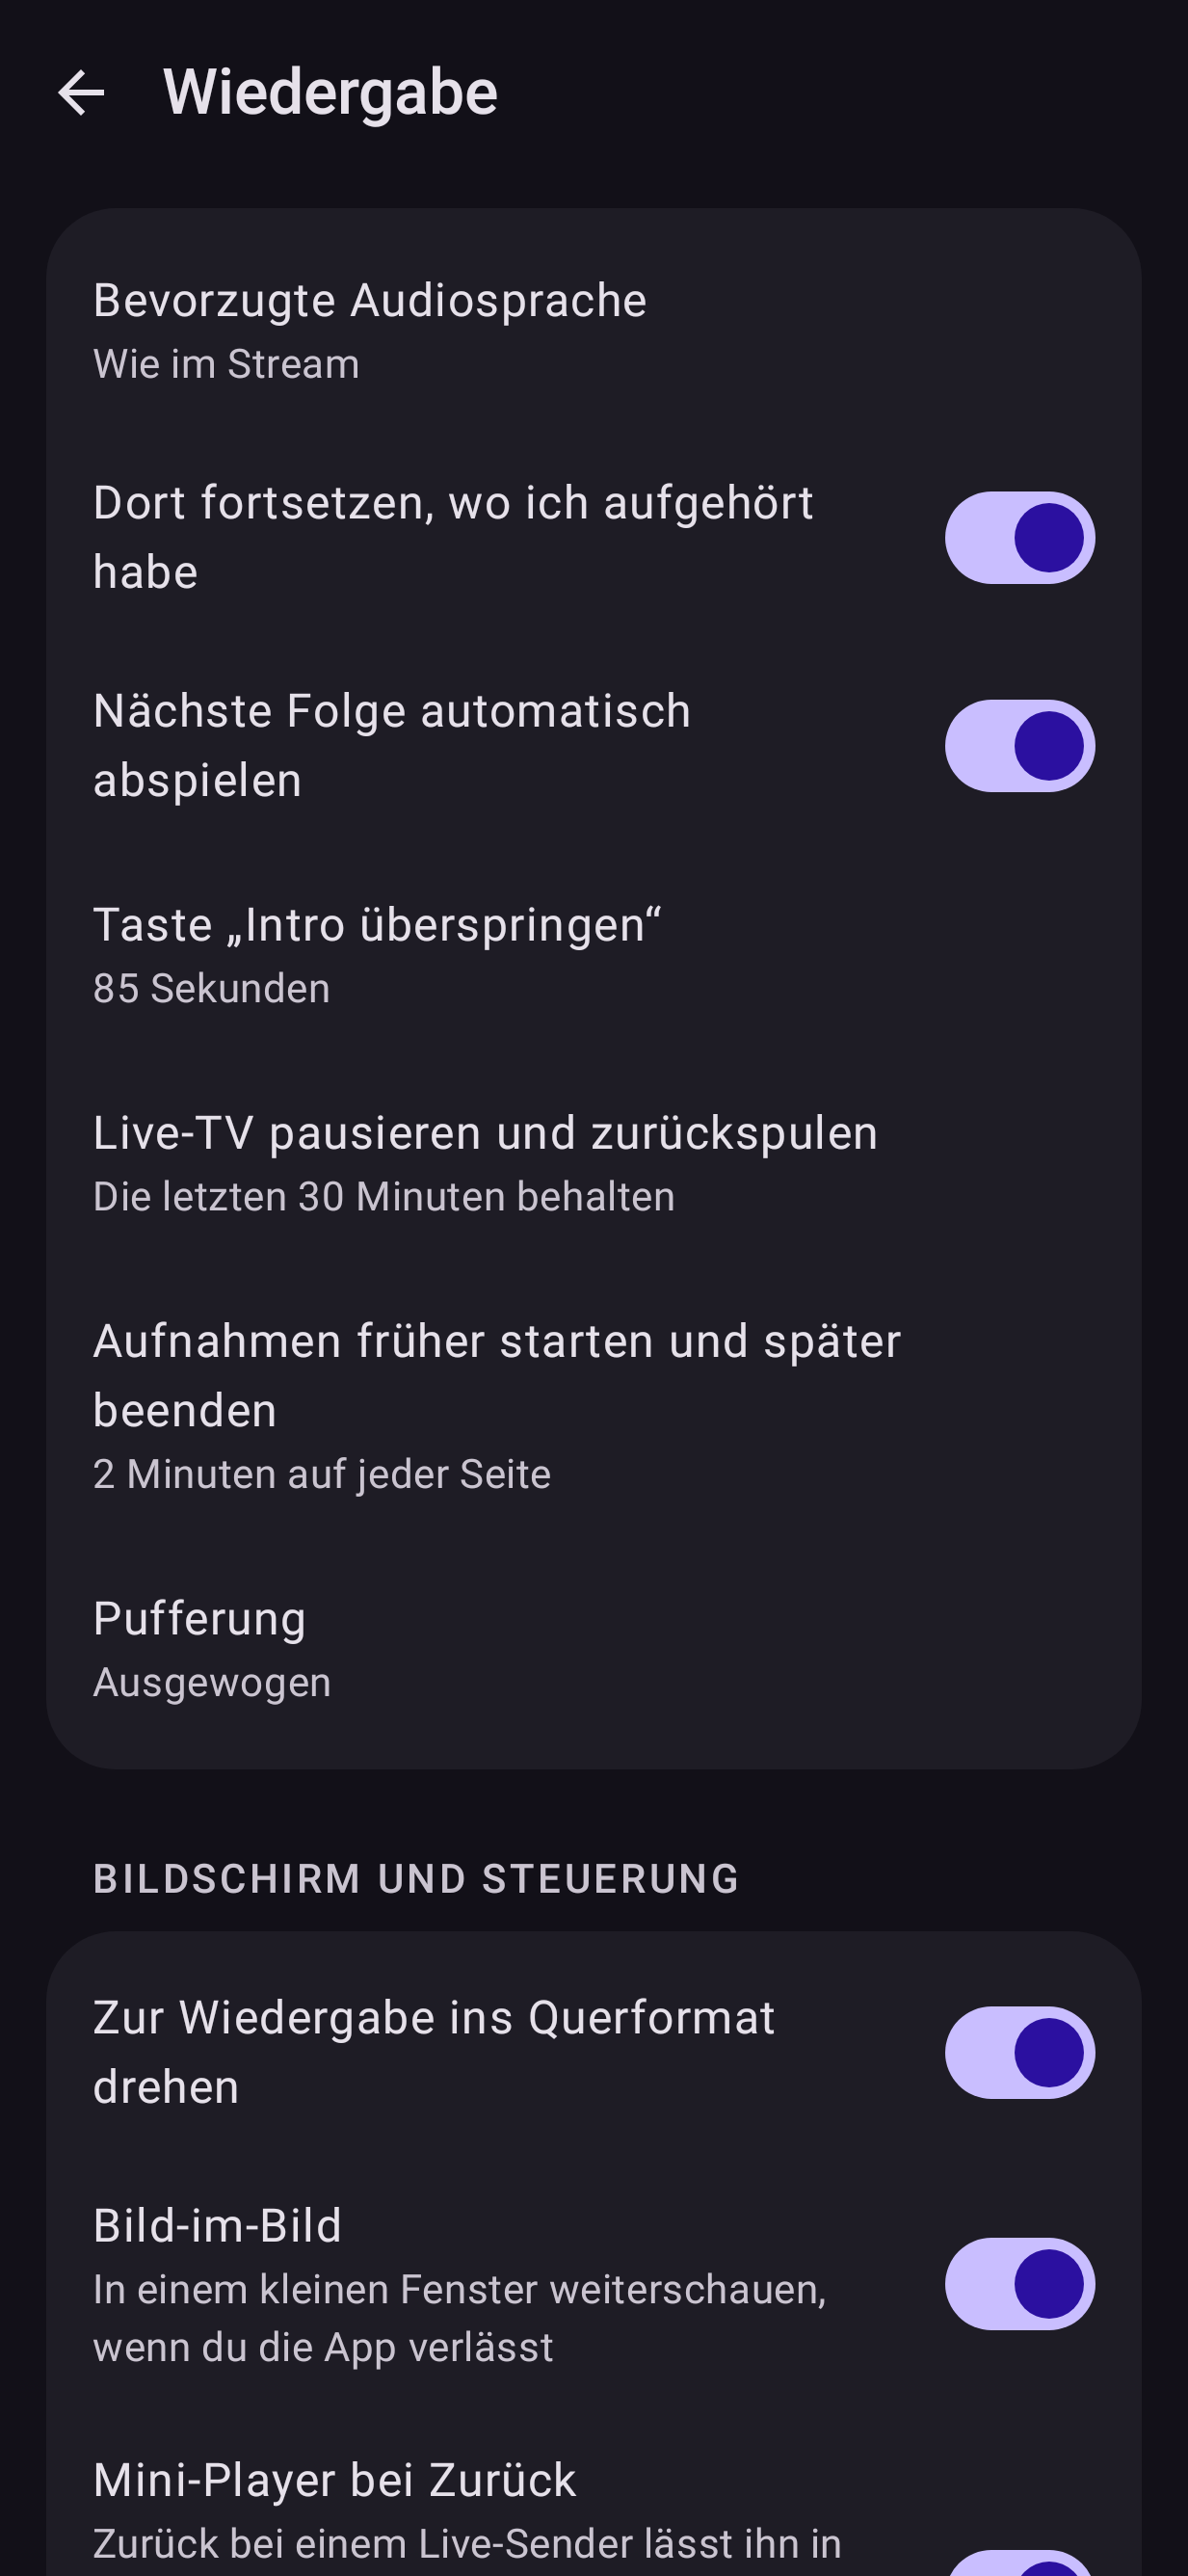 Wiedergabe
Bevorzugte Audiosprache
Wie im Stream
Dort fortsetzen, wo ich aufgehört
habe
Nächste Folge automatisch
abspielen
Taste „Intro überspringen“
85 Sekunden
Live-TV pausieren und zurückspulen
Die letzten 30 Minuten behalten
Aufnahmen früher starten und später
beenden
2 Minuten auf jeder Seite
Pufferung
Ausgewogen
BILDSCHIRM UND STEUERUNG
Zur Wiedergabe ins Querformat
drehen
Bild-im-Bild
In einem kleinen Fenster weiterschauen,
wenn du die App verlässt
Mini-Player bei Zurück
Zurück bei einem Live-Sender lässt ihn in